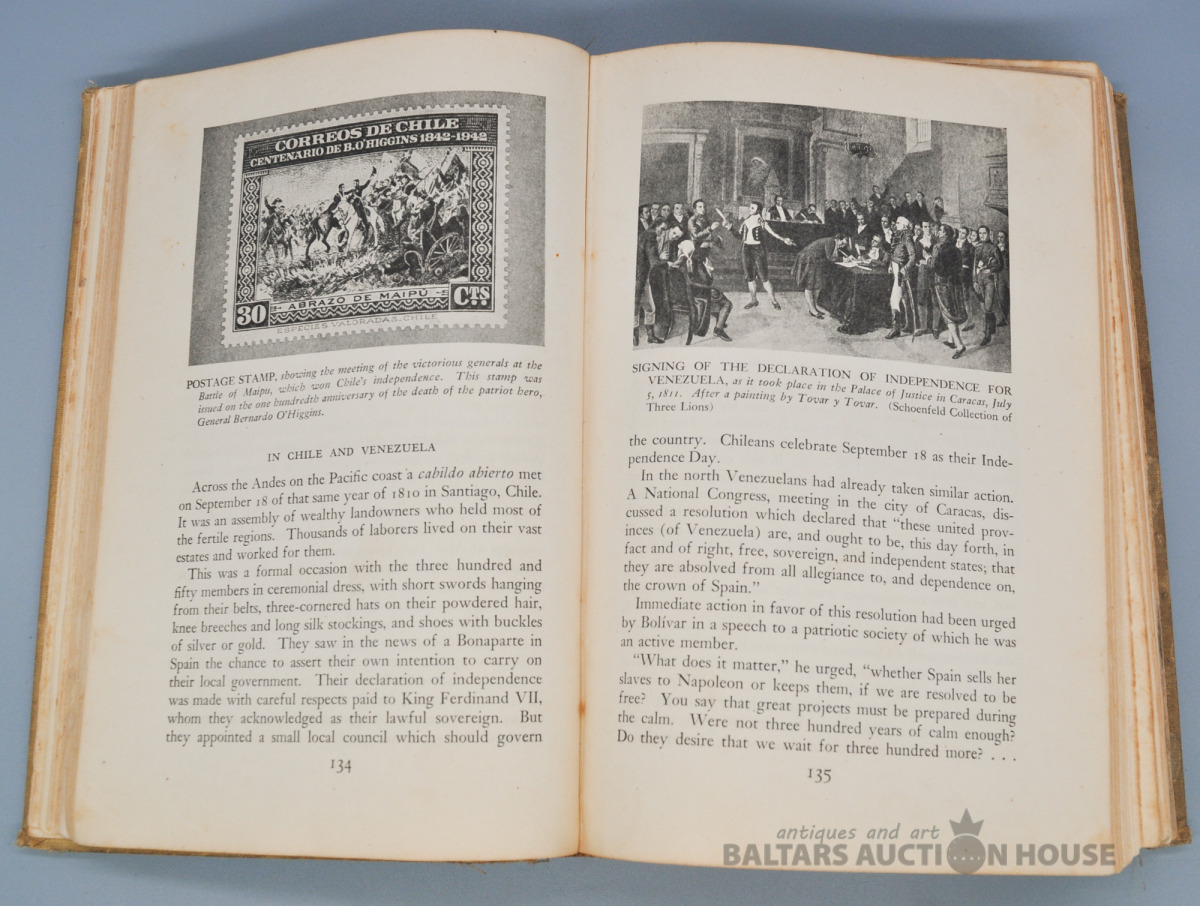 CORREOS DE CHILE
CENTENARIO DE B.O'HIGGINS 1842-1942
30
ABRAZO DE MAIPÚ
CTS
ESPECIES VALORADAS. CHILE
POSTAGE STAMP, showing the meeting of the victorious generals at the
Battle of Maipu, which won Chile's independence. This stamp was
issued on the one hundredth anniversary of the death of the patriot hero,
General Bernardo O'Higgins.
IN CHILE AND VENEZUELA
Across the Andes on the Pacific coast a cabildo abierto met
on September 18 of that same year of 1810 in Santiago, Chile.
It was an assembly of wealthy landowners who held most of
the fertile regions. Thousands of laborers lived on their vast
estates and worked for them.
This was a formal occasion with the three hundred and
fifty members in ceremonial dress, with short swords hanging
from their belts, three-cornered hats on their powdered hair,
knee breeches and long silk stockings, and shoes with buckles
of silver or gold. They saw in the news of a Bonaparte in
Spain the chance to assert their own intention to carry on
their local government. Their declaration of independence
was made with careful respects paid to King Ferdinand VII,
whom they acknowledged as their lawful sovereign. But
they appointed a small local council which should govern
134
SIGNING OF THE DECLARATION OF INDEPENDENCE FOR
VENEZUELA, as it took place in the Palace of Justice in Caracas, July
5, 1811. After a painting by Tovar y Tovar. (Schoenfeld Collection of
Three Lions)
the country. Chileans celebrate September 18 as their Inde-
pendence Day.
In the north Venezuelans had already taken similar action.
A National Congress, meeting in the city of Caracas, dis-
cussed a resolution which declared that "these united prov-
inces (of Venezuela) are, and ought to be, this day forth, in
fact and of right, free, sovereign, and independent states; that
they are absolved from all allegiance to, and dependence on,
the crown of Spain."
Immediate action in favor of this resolution had been urged
by Bolívar in a speech to a patriotic society of which he was
an active member.
"What does it matter," he urged, "whether Spain sells her
slaves to Napoleon or keeps them, if we are resolved to be
free? You say that great projects must be prepared during
the calm. Were not three hundred years of calm enough?
Do they desire that we wait for three hundred more? . . .
135
antiques and art
BALTARS AUCTION HOUSE